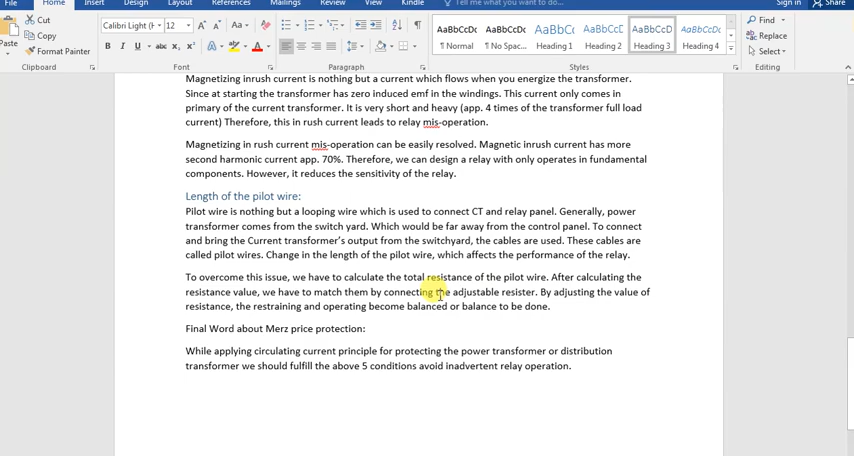 File Home Insert Design Layout References Mailings Review View Kindle Tell me what you want to do... Sign in Share
Paste
Cut
Copy
Format Painter
Clipboard
Calibri Light (H 12
Aa
B I U abc X₂ X²
A A
Font
Paragraph
AaBbCcDc AaBbCcDc AaBbC AaBbCcD AaBbCcD AaBbCcDc
¶ Normal ¶ No Spac... Heading 1 Heading 2 Heading 3 Heading 4
Styles
Find
Replace
Select
Editing
Magnetizing inrush current is nothing but a current which flows when you energize the transformer.
Since at starting the transformer has zero induced emf in the windings. This current only comes in
primary of the current transformer. It is very short and heavy (app. 4 times of the transformer full load
current) Therefore, this in rush current leads to relay mis-operation.
Magnetizing in rush current mis-operation can be easily resolved. Magnetic inrush current has more
second harmonic current app. 70%. Therefore, we can design a relay with only operates in fundamental
components. However, it reduces the sensitivity of the relay.
Length of the pilot wire:
Pilot wire is nothing but a looping wire which is used to connect CT and relay panel. Generally, power
transformer comes from the switch yard. Which would be far away from the control panel. To connect
and bring the Current transformer's output from the switchyard, the cables are used. These cables are
called pilot wires. Change in the length of the pilot wire, which affects the performance of the relay.
To overcome this issue, we have to calculate the total resistance of the pilot wire. After calculating the
resistance value, we have to match them by connecting the adjustable resister. By adjusting the value of
resistance, the restraining and operating become balanced or balance to be done.
Final Word about Merz price protection:
While applying circulating current principle for protecting the power transformer or distribution
transformer we should fulfill the above 5 conditions avoid inadvertent relay operation.